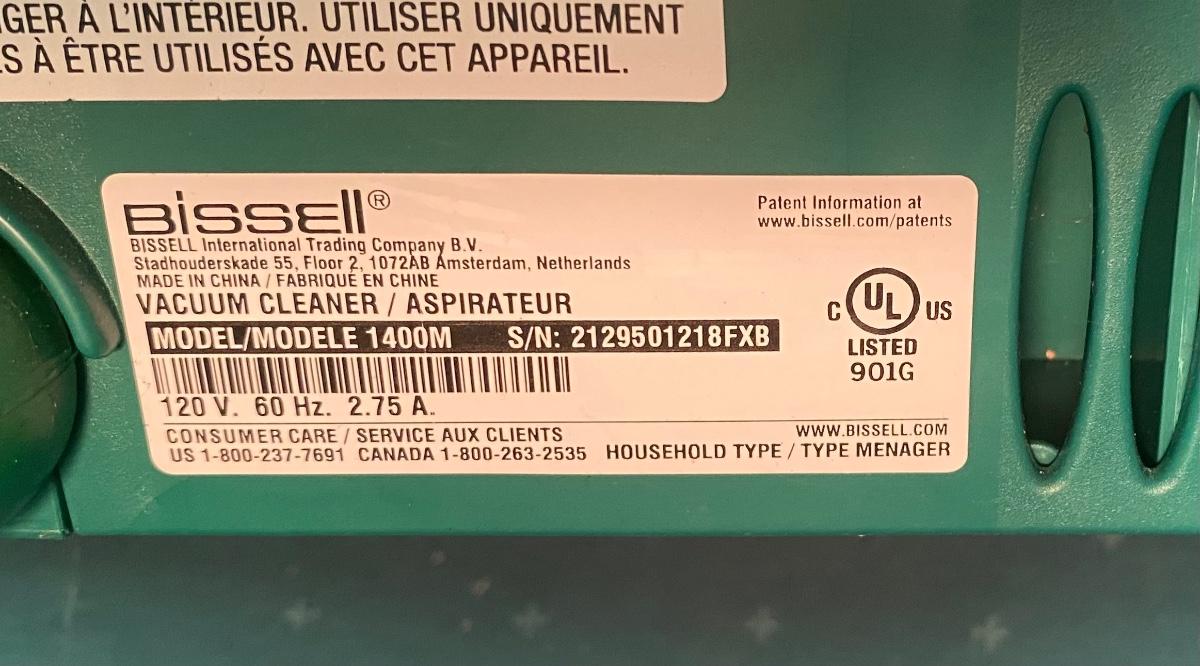 GER À L'INTÉRIEUR. UTILISER UNIQUEMENT
S À ÊTRE UTILISÉS AVEC CET APPAREIL.
BISSELL®
Patent Information at
www.bissell.com/patents
BISSELL International Trading Company B.V.
Stadhouderskade 55, Floor 2, 1072AB Amsterdam, Netherlands
MADE IN CHINA / FABRIQUÉ EN CHINE
VACUUM CLEANER / ASPIRATEUR
MODEL/MODELE 1400M S/N: 2129501218FXB
C UL US
LISTED
901G
120 V. 60 Hz. 2.75 A.
CONSUMER CARE / SERVICE AUX CLIENTS
US 1-800-237-7691 CANADA 1-800-263-2535
WWW.BISSELL.COM
HOUSEHOLD TYPE / TYPE MENAGER